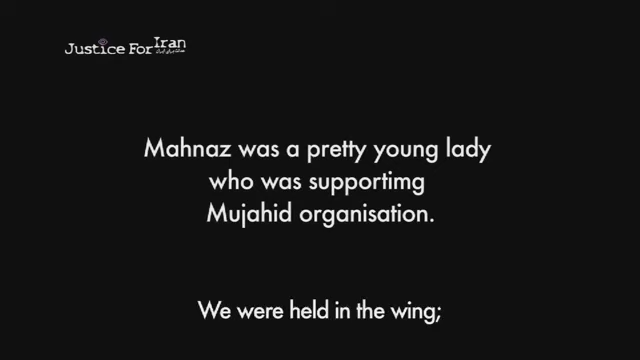 Justice For Iran
Mahnaz was a pretty young lady
who was supportimg
Mujahid organisation.
We were held in the wing;